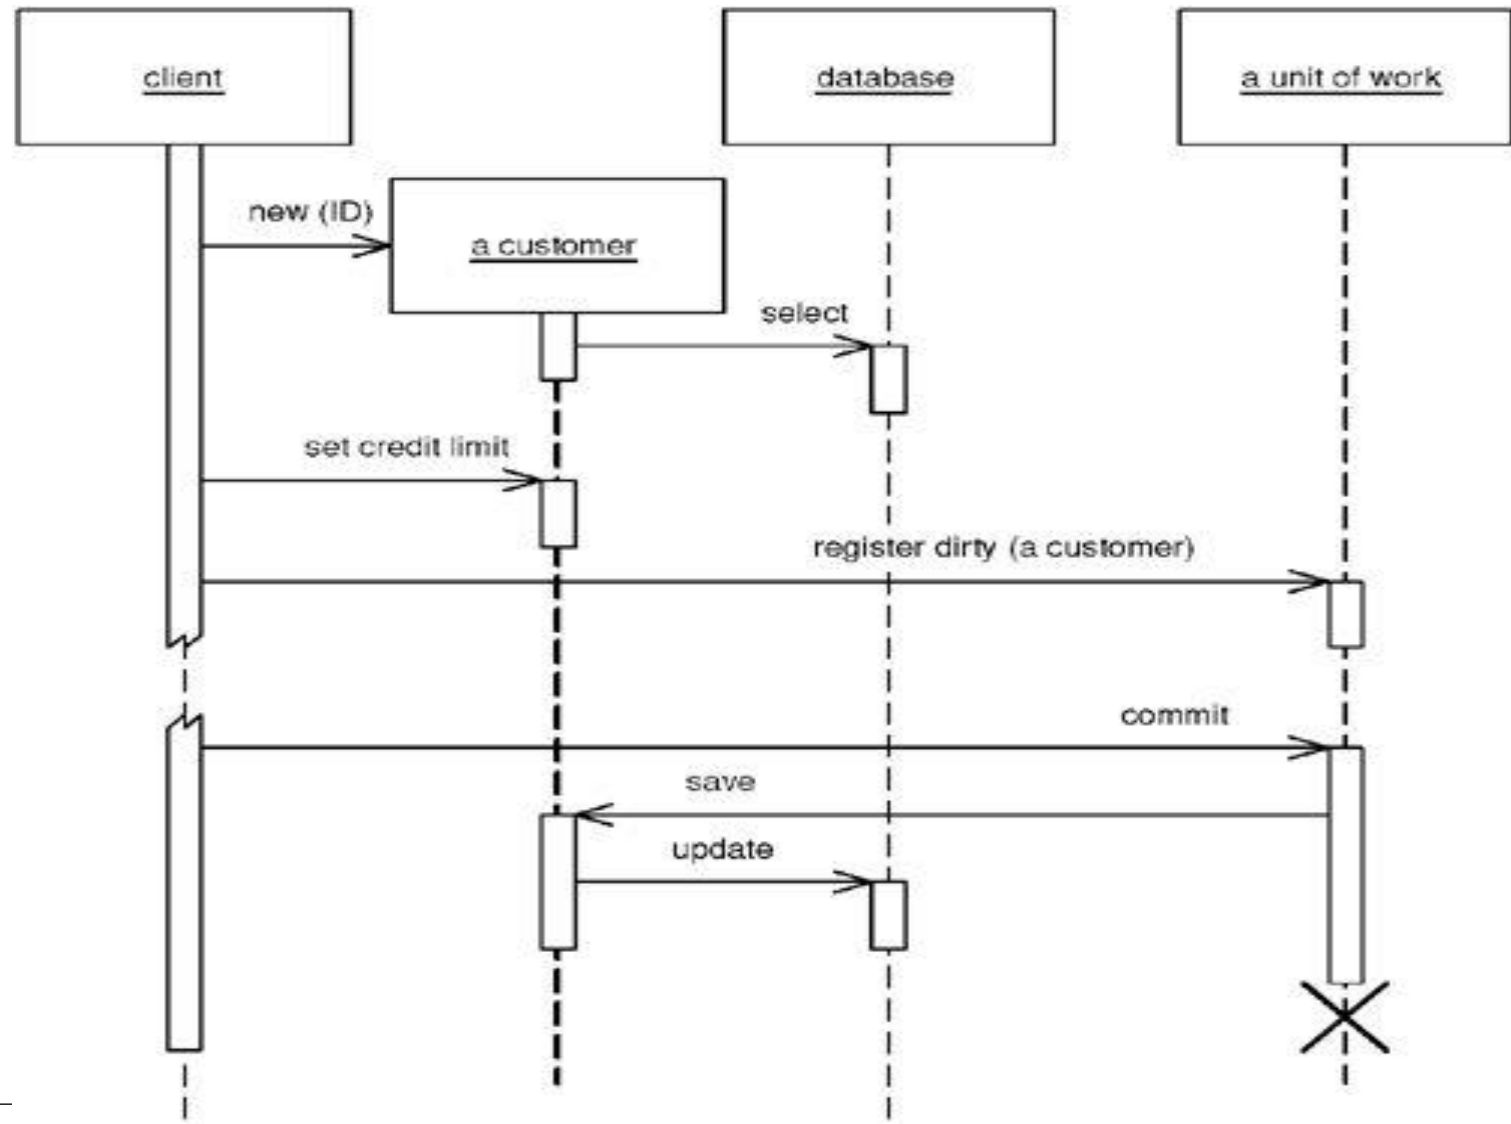 client
database
a unit of work
new (ID)
a customer
select
set credit limit
register dirty (a customer)
commit
save
update